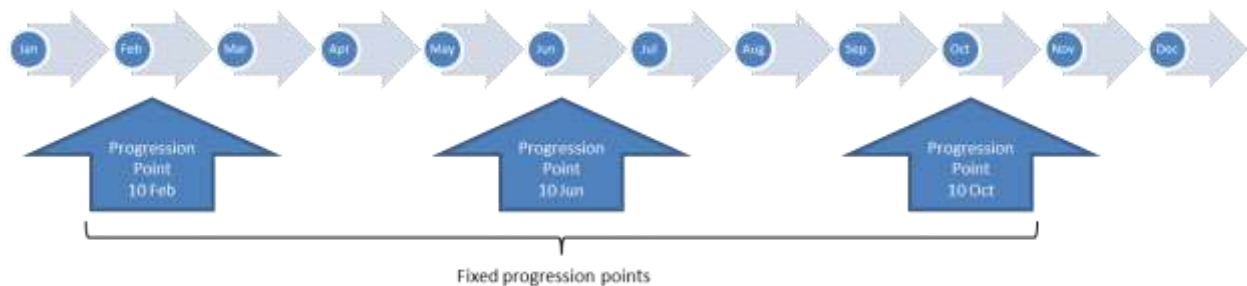 Jan
Feb
Mar
Apr
May
Jun
Jul
Aug
Sep
Oct
Nov
Dec
Progression
Point
10 Feb
Progression
Point
10 Jun
Progression
Point
10 Oct
Fixed progression points